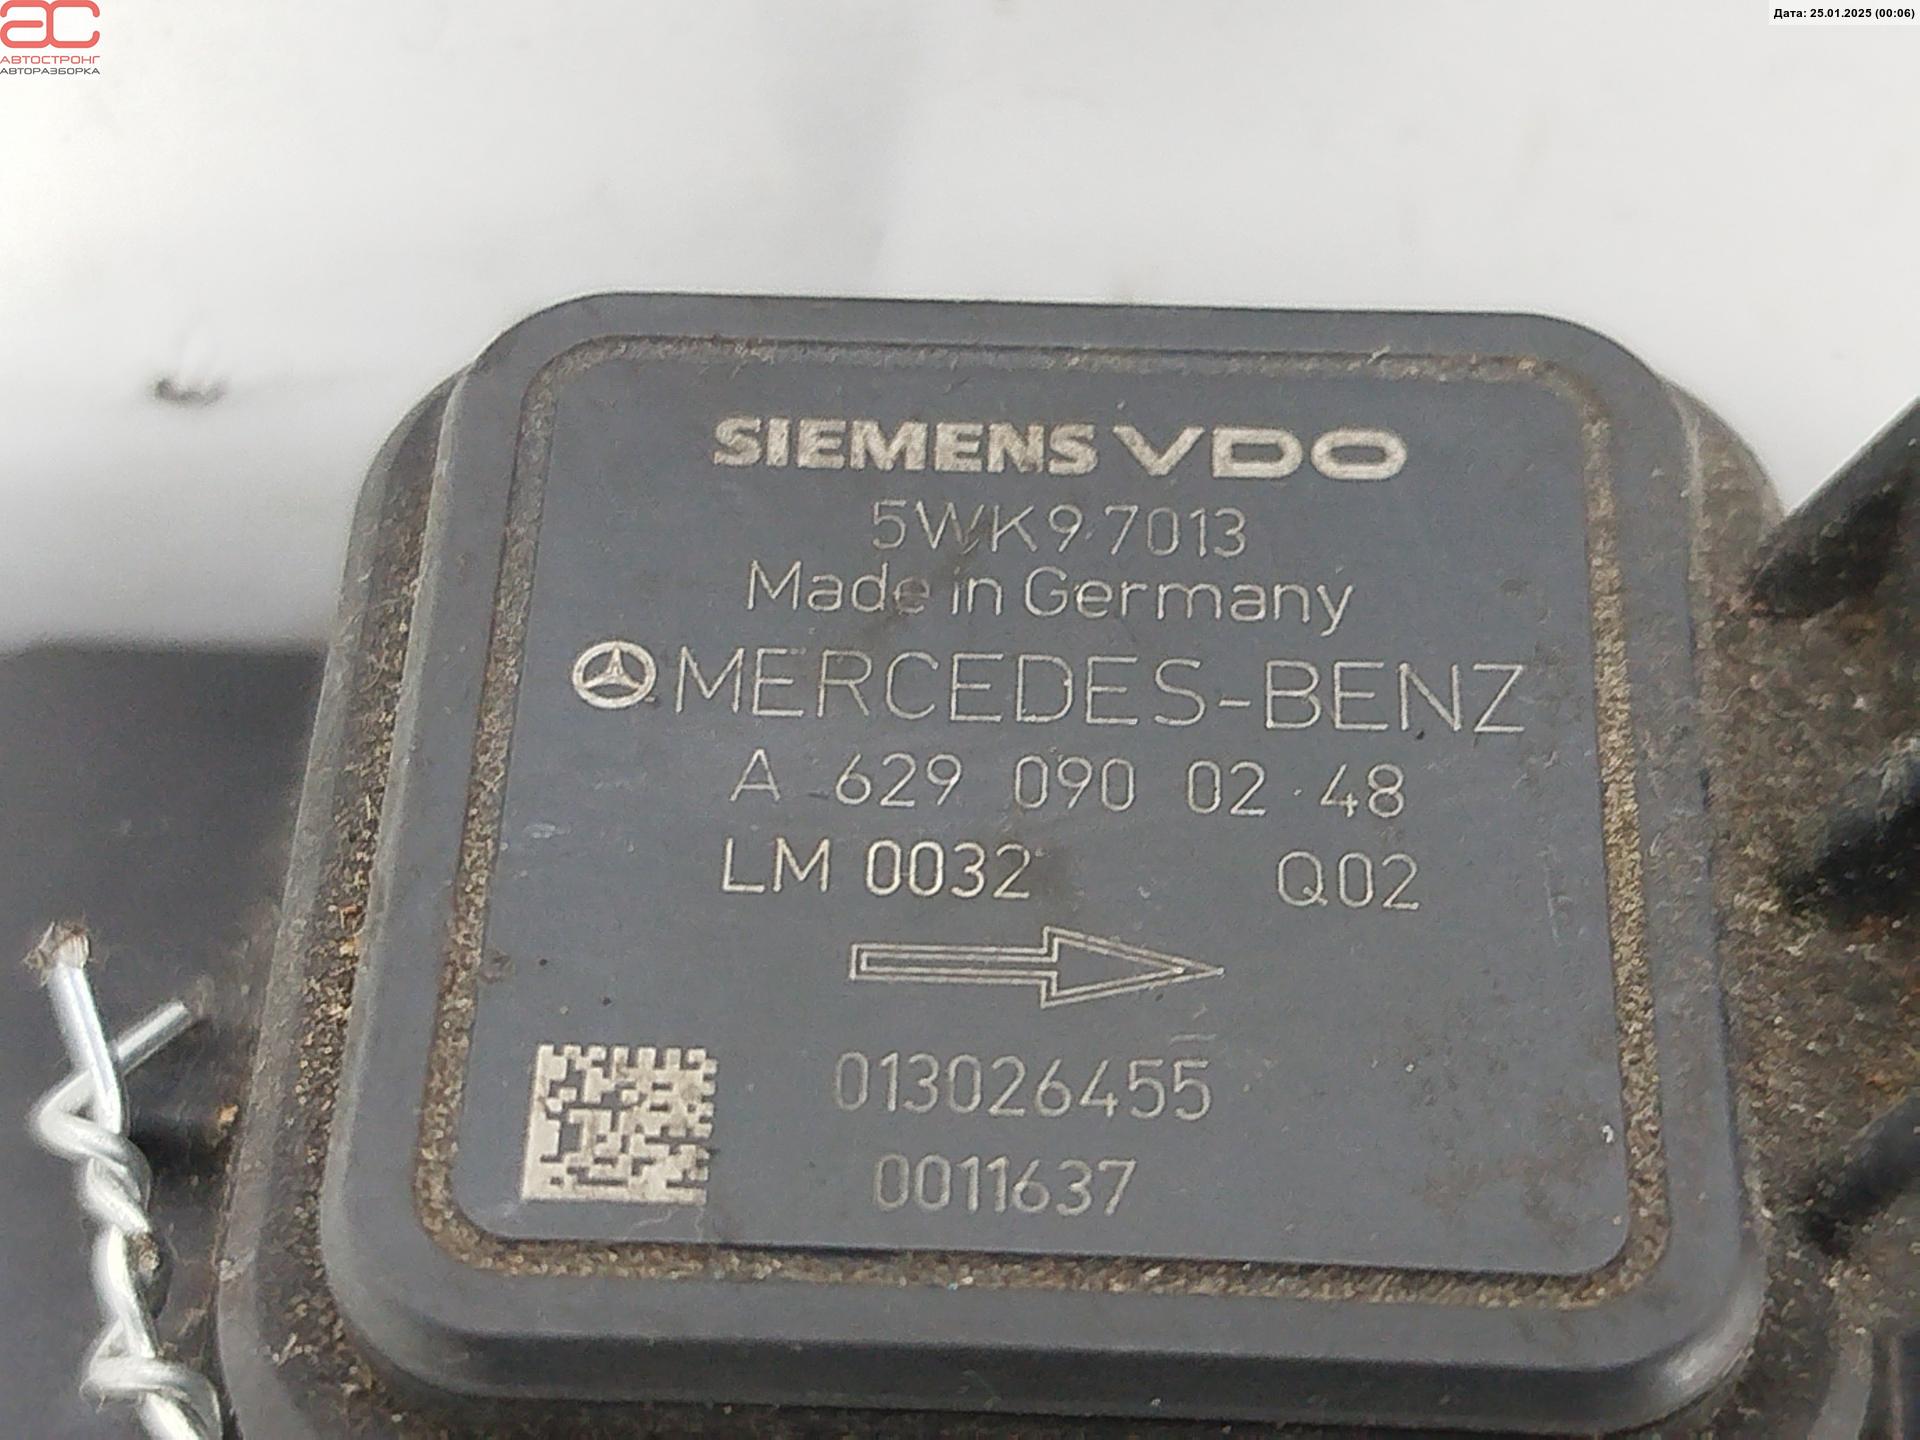 ac
АВТОСТРОНГ
АВТОРАЗБОРКА
Дата: 25.01.2025 (00:06)
SIEMENS VDO
5WK9 7013
Made in Germany
MERCEDES-BENZ
A 629 090 02 48
LM 0032 Q02
013026455
0011637